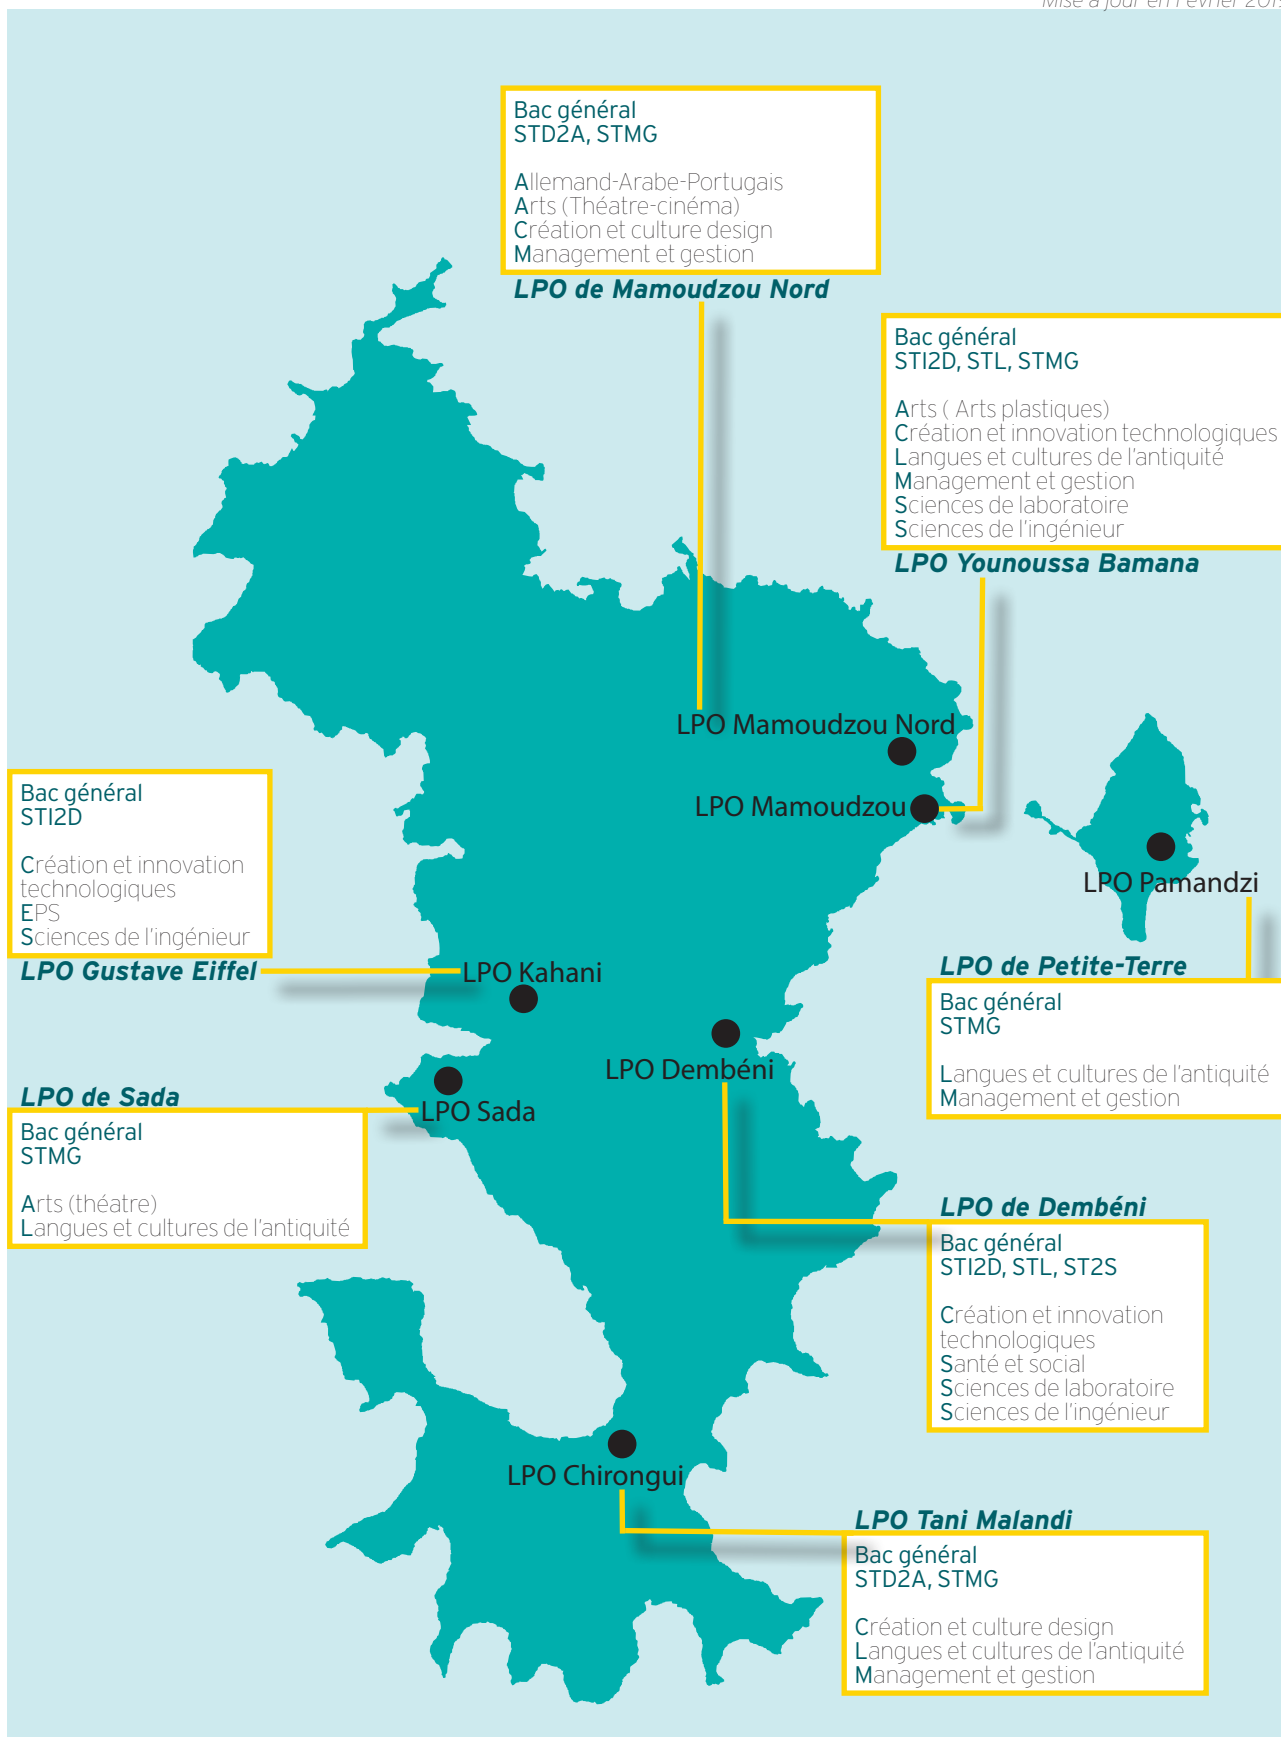 Mise à jour en Février 201
Bac général
STD2A, STMG
Allemand-Arabe-Portugais
Arts (Théatre-cinéma)
Création et culture design
Management et gestion
LPO de Mamoudzou Nord
Bac général
STI2D, STL, STMG
Arts ( Arts plastiques)
Création et innovation technologiques
Langues et cultures de l'antiquité
Management et gestion
Sciences de laboratoire
Sciences de l'ingénieur
LPO Younoussa Bamana
LPO Mamoudzou Nord
LPO Mamoudzou
LPO Pamandzi
Bac général
STI2D
Création et innovation
technologiques
EPS
Sciences de l'ingénieur
LPO Gustave Eiffel
LPO Kahani
LPO de Petite-Terre
Bac général
STMG
Langues et cultures de l'antiquité
Management et gestion
LPO Dembéni
LPO de Sada
LPO Sada
Bac général
STMG
Arts (théatre)
Langues et cultures de l'antiquité
LPO de Dembéni
Bac général
STI2D, STL, ST2S
Création et innovation
technologiques
Santé et social
Sciences de laboratoire
Sciences de l'ingénieur
LPO Chirongui
LPO Tani Malandi
Bac général
STD2A, STMG
Création et culture design
Langues et cultures de l'antiquité
Management et gestion